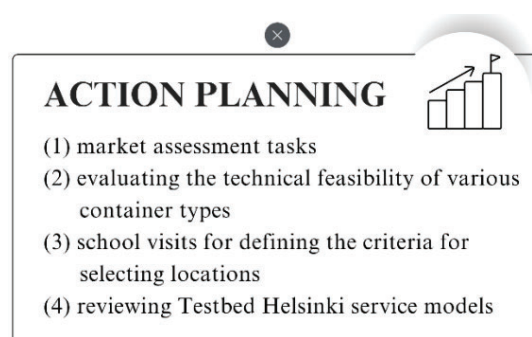 ACTION PLANNING
(1) market assessment tasks
(2) evaluating the technical feasibility of various
container types
(3) school visits for defining the criteria for
selecting locations
(4) reviewing Testbed Helsinki service models